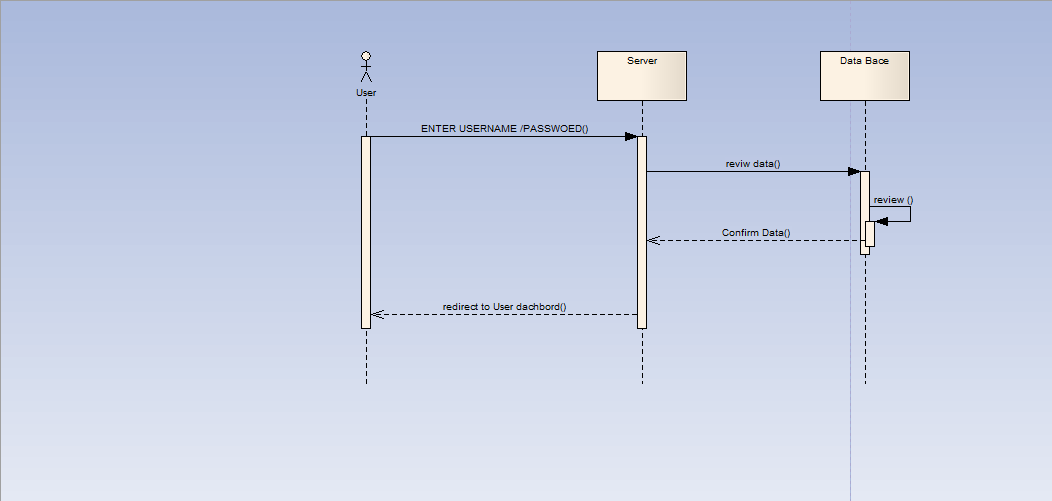 User
Server
Data Bace
ENTER USERNAME /PASSWOED()
reviw data()
review ()
Confirm Data()
redirect to User dachbord()